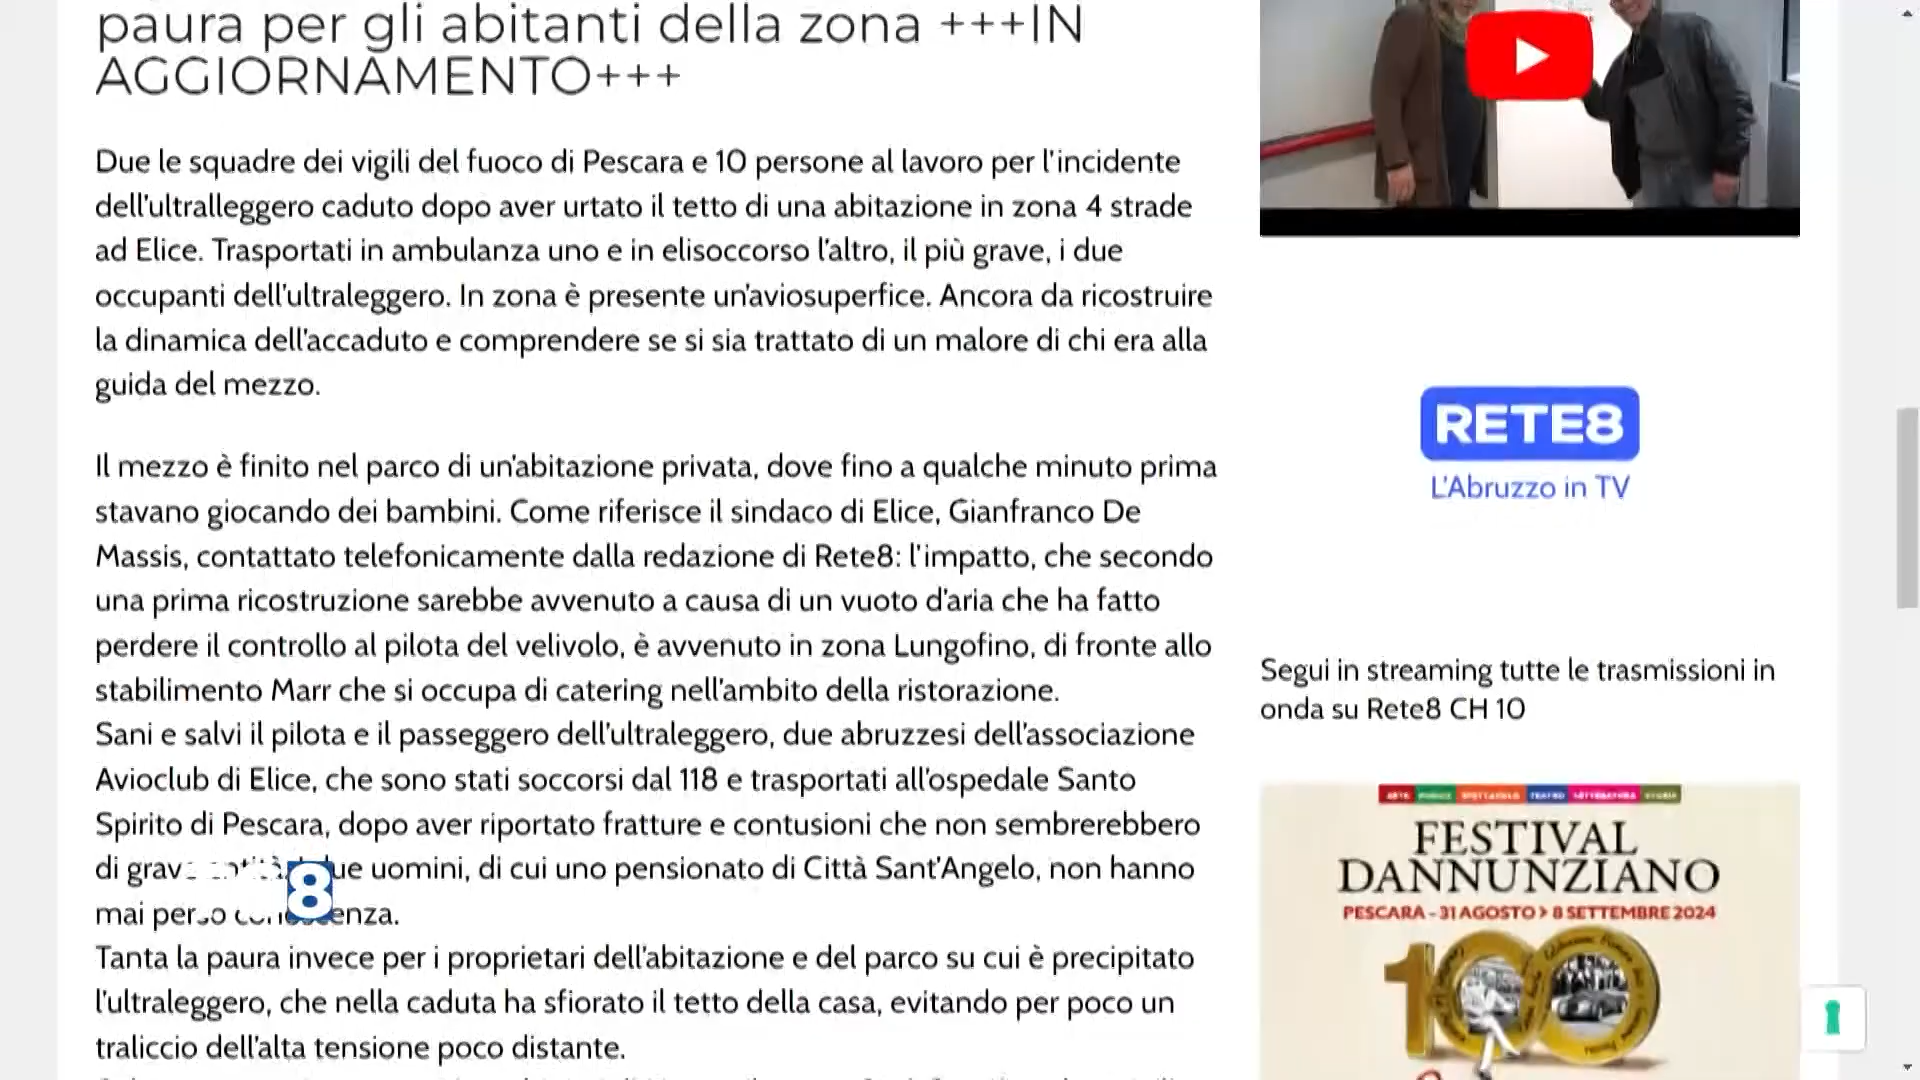 paura per gli abitanti della zona +++IN
AGGIORNAMENTO+++
Due le squadre dei vigili del fuoco di Pescara e 10 persone al lavoro per l'incidente
dell'ultralleggero caduto dopo aver urtato il tetto di una abitazione in zona 4 strade
ad Elice. Trasportati in ambulanza uno e in elisoccorso l'altro, il più grave, i due
occupanti dell'ultraleggero. In zona è presente un'aviosuperfice. Ancora da ricostruire
la dinamica dell'accaduto e comprendere se si sia trattato di un malore di chi era alla
guida del mezzo.
Il mezzo è finito nel parco di un'abitazione privata, dove fino a qualche minuto prima
stavano giocando dei bambini. Come riferisce il sindaco di Elice, Gianfranco De
Massis, contattato telefonicamente dalla redazione di Rete8: l'impatto, che secondo
una prima ricostruzione sarebbe avvenuto a causa di un vuoto d'aria che ha fatto
perdere il controllo al pilota del velivolo, è avvenuto in zona Lungofino, di fronte allo
stabilimento Marr che si occupa di catering nell'ambito della ristorazione.
Sani e salvi il pilota e il passeggero dell'ultraleggero, due abruzzesi dell'associazione
Avioclub di Elice, che sono stati soccorsi dal 118 e trasportati all'ospedale Santo
Spirito di Pescara, dopo aver riportato fratture e contusioni che non sembrerebbero
di uomini, di cui uno pensionato di Città Sant'Angelo, non hanno
mai
8
Tanta la paura invece per i proprietari dell'abitazione e del parco su cui è precipitato
l'ultraleggero, che nella caduta ha sfiorato il tetto della casa, evitando per poco un
traliccio dell'alta tensione poco distante.
RETE8
L'Abruzzo in TV
Segui in streaming tutte le trasmissioni in
onda su Rete8 CH 10
ARTE MUSICA SPETTACOLO TEATRO LETTERATURA STORIA
FESTIVAL
DANNUNZIANO
PESCARA - 31 AGOSTO > 8 SETTEMBRE 2024
100